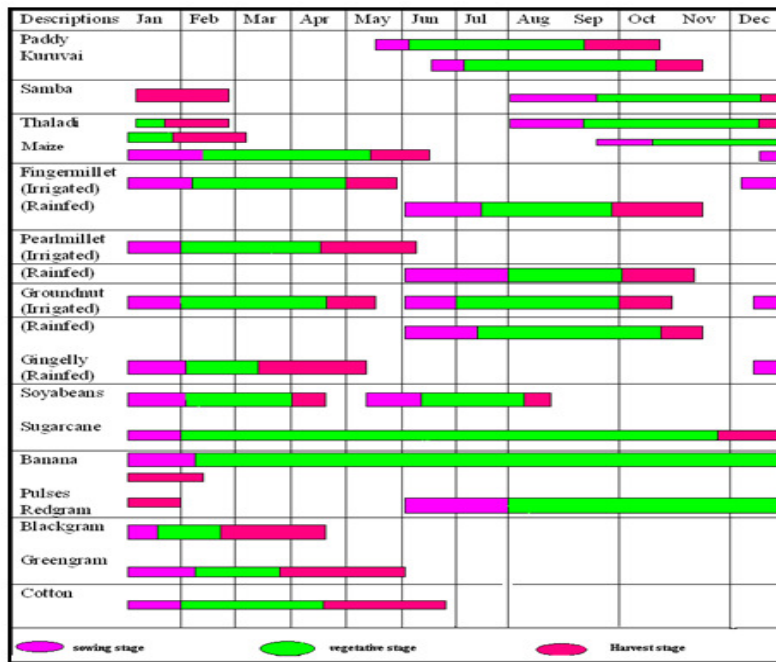 Descriptions Jan Feb Mar Apr May Jun Jul Aug Sep Oct Nov Dec
Paddy
Kuruvai
Samba
Thaladi
Maize
Fingermillet
(Irrigated)
(Rainfed)
Pearlmillet
(Irrigated)
(Rainfed)
Groundnut
(Irrigated)
(Rainfed)
Gingelly
(Rainfed)
Soyabeans
Sugarcane
Banana
Pulses
Redgram
Blackgram
Greengram
Cotton
sowing stage vegetative stage Harvest stage